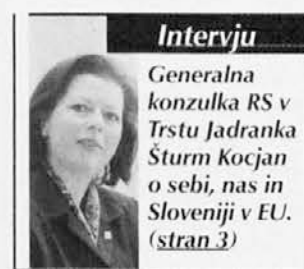 Intervju
Generalna
konzulka RS v
Trstu Jadranka
Šturm Kocjan
o sebi, nas in
Sloveniji v EU.
(stran 3)